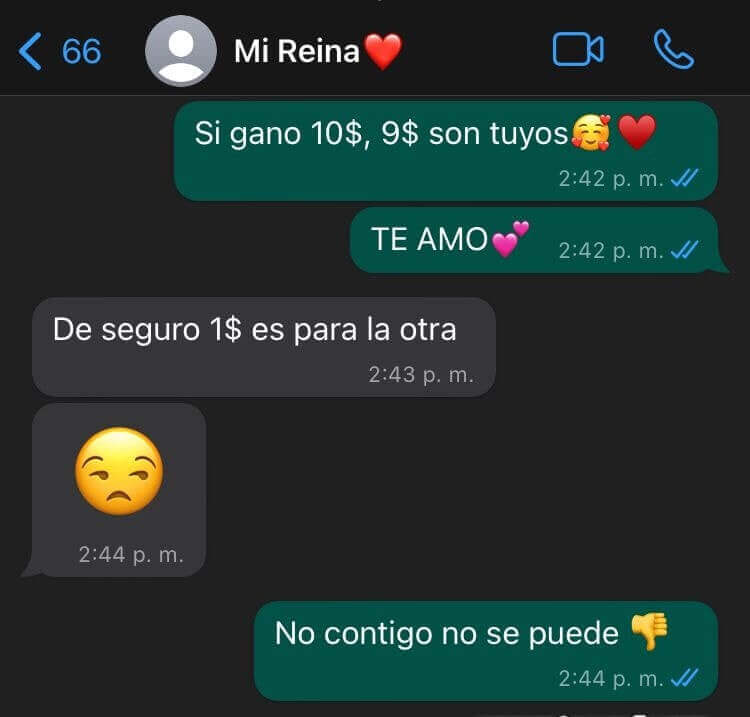 66 Mi Reina❤️
Si gano 10$, 9$ son tuyos🥰❤️
2:42 p. m.
TE AMO💕 2:42 p. m.
De seguro 1$ es para la otra
2:43 p. m.
😒
2:44 p. m.
No contigo no se puede 👎
2:44 p. m.